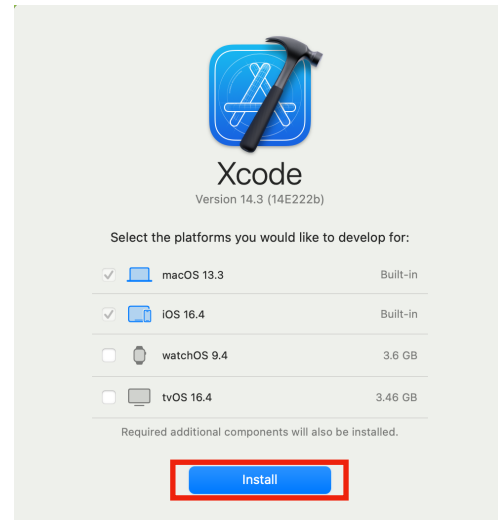 Xcode
Version 14.3 (14E222b)
Select the platforms you would like to develop for:
macOS 13.3 Built-in
iOS 16.4 Built-in
watchOS 9.4 3.6 GB
tvOS 16.4 3.46 GB
Required additional components will also be installed.
Install